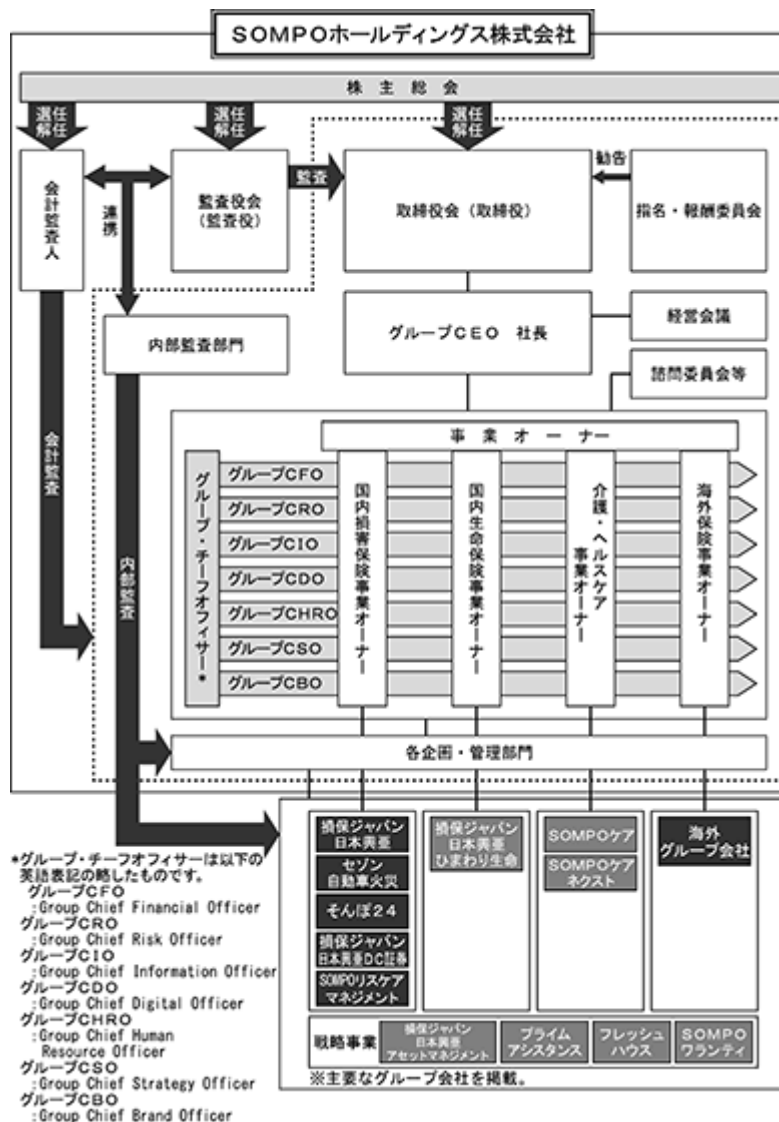 SOMPOホールディングス株式会社
株主総会
選任
解任
選任
解任
選任
解任
会計監査人
連携
監査役会
(監査役)
監査
取締役会(取締役)
勧告
指名・報酬委員会
内部監査部門
グループCEO 社長
経営会議
諮問委員会等
会計監査
内部監査
事業オーナー
グループ・チーフオフィサー*
グループCFO
グループCRO
グループCIO
グループCDO
グループCHRO
グループCSO
グループCBO
国内損害保険事業オーナー
国内生命保険事業オーナー
介護・ヘルスケア
事業オーナー
海外保険事業オーナー
各企画・管理部門
損保ジャパン
日本興亜
セゾン
自動車火災
そんぽ24
損保ジャパン
日本興亜DC証券
SOMPOリスケア
マネジメント
損保ジャパン
日本興亜
ひまわり生命
SOMPOケア
SOMPOケア
ネクスト
海外
グループ会社
戦略事業
損保ジャパン
日本興亜
アセットマネジメント
プライム
アシスタンス
フレッシュ
ハウス
SOMPO
ワランティ
※主要なグループ会社を掲載。
*グループ・チーフオフィサーは以下の
英語表記の略したものです。
グループCFO
:Group Chief Financial Officer
グループCRO
:Group Chief Risk Officer
グループCIO
:Group Chief Information Officer
グループCDO
:Group Chief Digital Officer
グループCHRO
:Group Chief Human
Resource Officer
グループCSO
:Group Chief Strategy Officer
グループCBO
:Group Chief Brand Officer